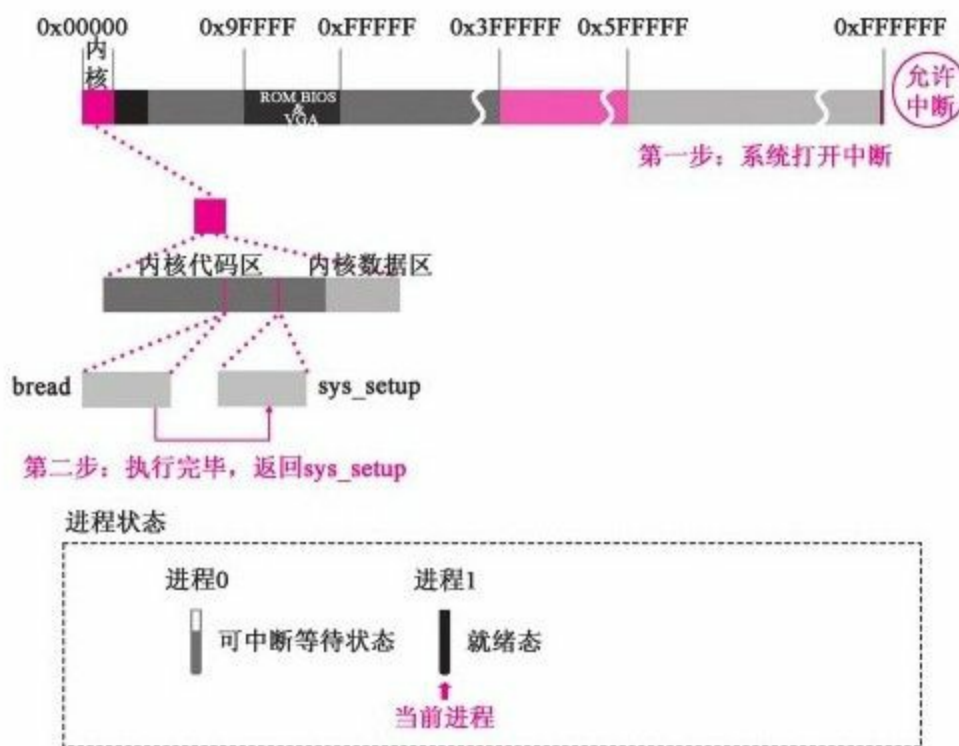 0x00000 0x9FFFF 0xFFFFF 0x3FFFFF 0x5FFFFF 0xFFFFFF
内
核
ROM BIOS
&
VGA
允许
中断
第一步：系统打开中断
内核代码区 内核数据区
bread sys_setup
第二步：执行完毕，返回sys_setup
进程状态
进程0 进程1
可中断等待状态 就绪态
当前进程